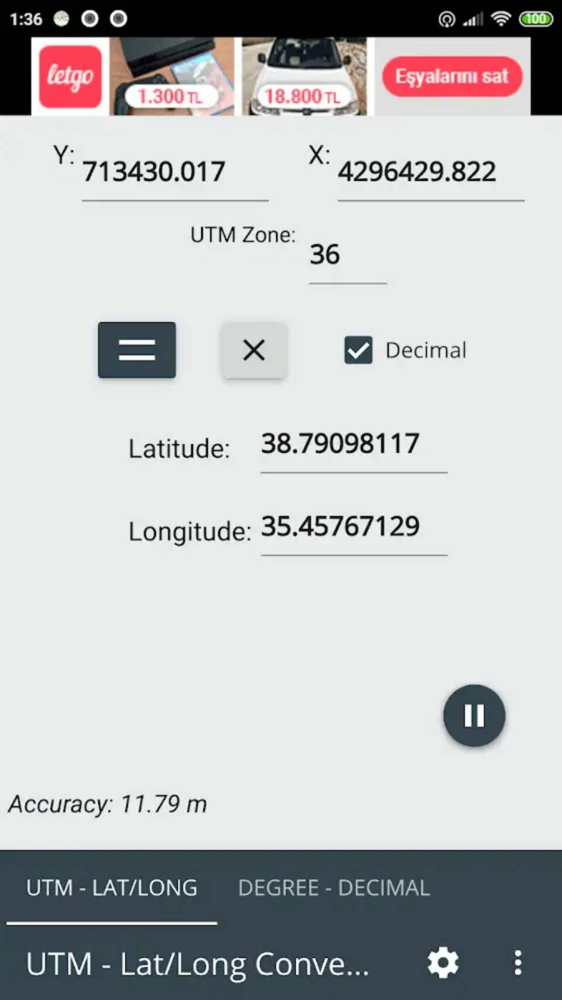 1:36
100
letgo
1.300 TL
18.800 TL
Eşyalarını sat
Y: 713430.017
X: 4296429.822
UTM Zone: 36
Decimal
Latitude: 38.79098117
Longitude: 35.45767129
Accuracy: 11.79 m
UTM - LAT/LONG
DEGREE - DECIMAL
UTM - Lat/Long Conve...